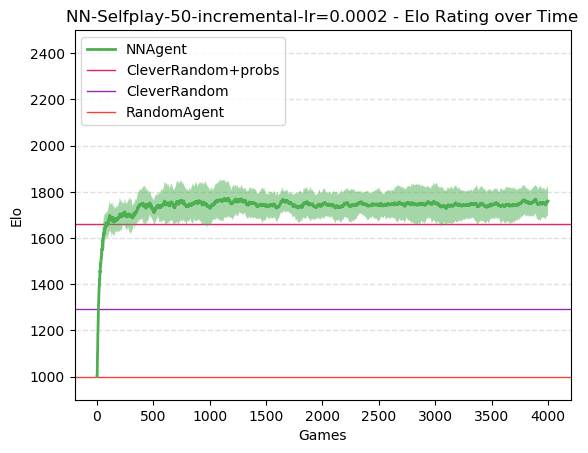 NN-Selfplay-50-incremental-lr=0.0002 - Elo Rating over Time
NNAgent
CleverRandom+probs
CleverRandom
RandomAgent
2400
2200
2000
1800
1600
1400
1200
1000
Elo
0 500 1000 1500 2000 2500 3000 3500 4000
Games